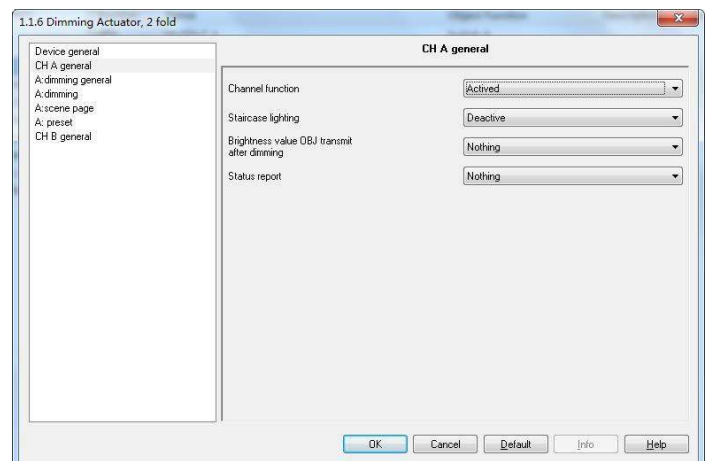 1.1.6 Dimming Actuator, 2 fold
Device general
CH A general
A:dimming general
A:dimming
A:scene page
A: preset
CH B general
CH A general
Channel function
Actived
Staircase lighting
Deactive
Brightness value OBJ transmit
after dimming
Nothing
Status report
Nothing
OK
Cancel
Default
Info
Help